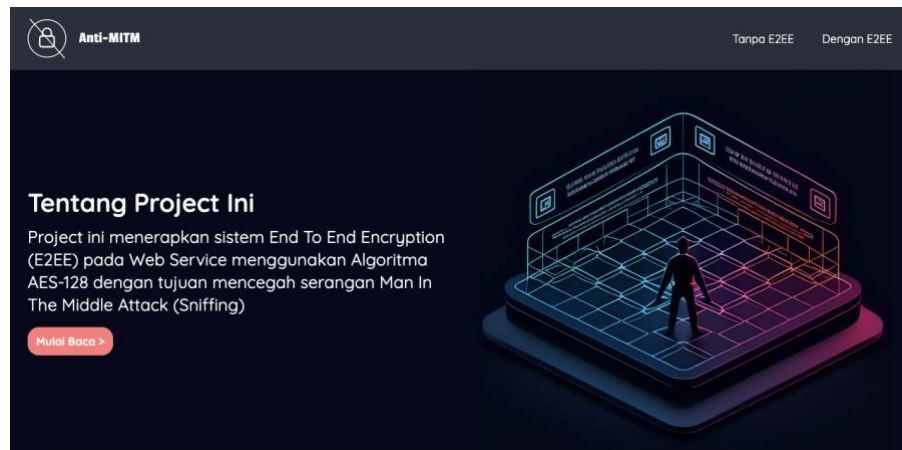 Anti-MITM
Tanpa E2EE
Dengan E2EE
Tentang Project Ini
Project ini menerapkan sistem End To End Encryption
(E2EE) pada Web Service menggunakan Algoritma
AES-128 dengan tujuan mencegah serangan Man In
The Middle Attack (Sniffing)
Mulai Baca >